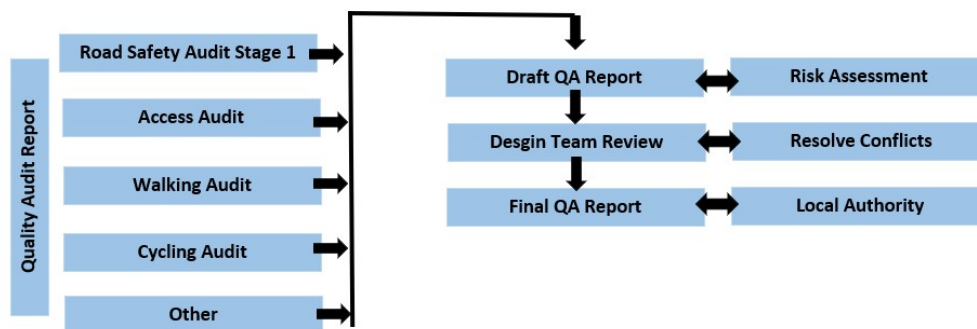 Quality Audit Report
Road Safety Audit Stage 1
Access Audit
Walking Audit
Cycling Audit
Other
Draft QA Report
Risk Assessment
Desgin Team Review
Resolve Conflicts
Final QA Report
Local Authority